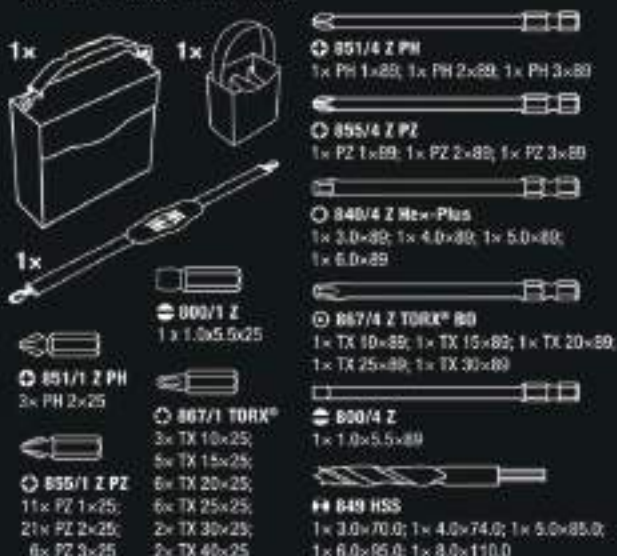 1×
1×
1×
800/1 Z
1 x 1.0x5.5x25
851/1 Z PH
3× PH 2×25
855/1 Z PZ
11× PZ 1×25;
21× PZ 2×25;
6× PZ 3×25
867/1 TORX®
3× TX 10×25;
5× TX 15×25;
6× TX 20×25;
6× TX 25×25;
2× TX 30×25;
2× TX 40×25
851/4 Z PH
1× PH 1×89; 1× PH 2×89; 1× PH 3×89
855/4 Z PZ
1× PZ 1×89; 1× PZ 2×89; 1× PZ 3×89
840/4 Z Hex-Plus
1× 3.0×89; 1× 4.0×89; 1× 5.0×89;
1× 6.0×89
867/4 Z TORX® BO
1× TX 10×89; 1× TX 15×89; 1× TX 20×89;
1× TX 25×89; 1× TX 30×89
800/4 Z
1× 1.0×5.5×89
849 HSS
1× 3.0×70.0; 1× 4.0×74.0; 1× 5.0×85.0;
1× 6.0×95.0; 1× 8.0×110.0